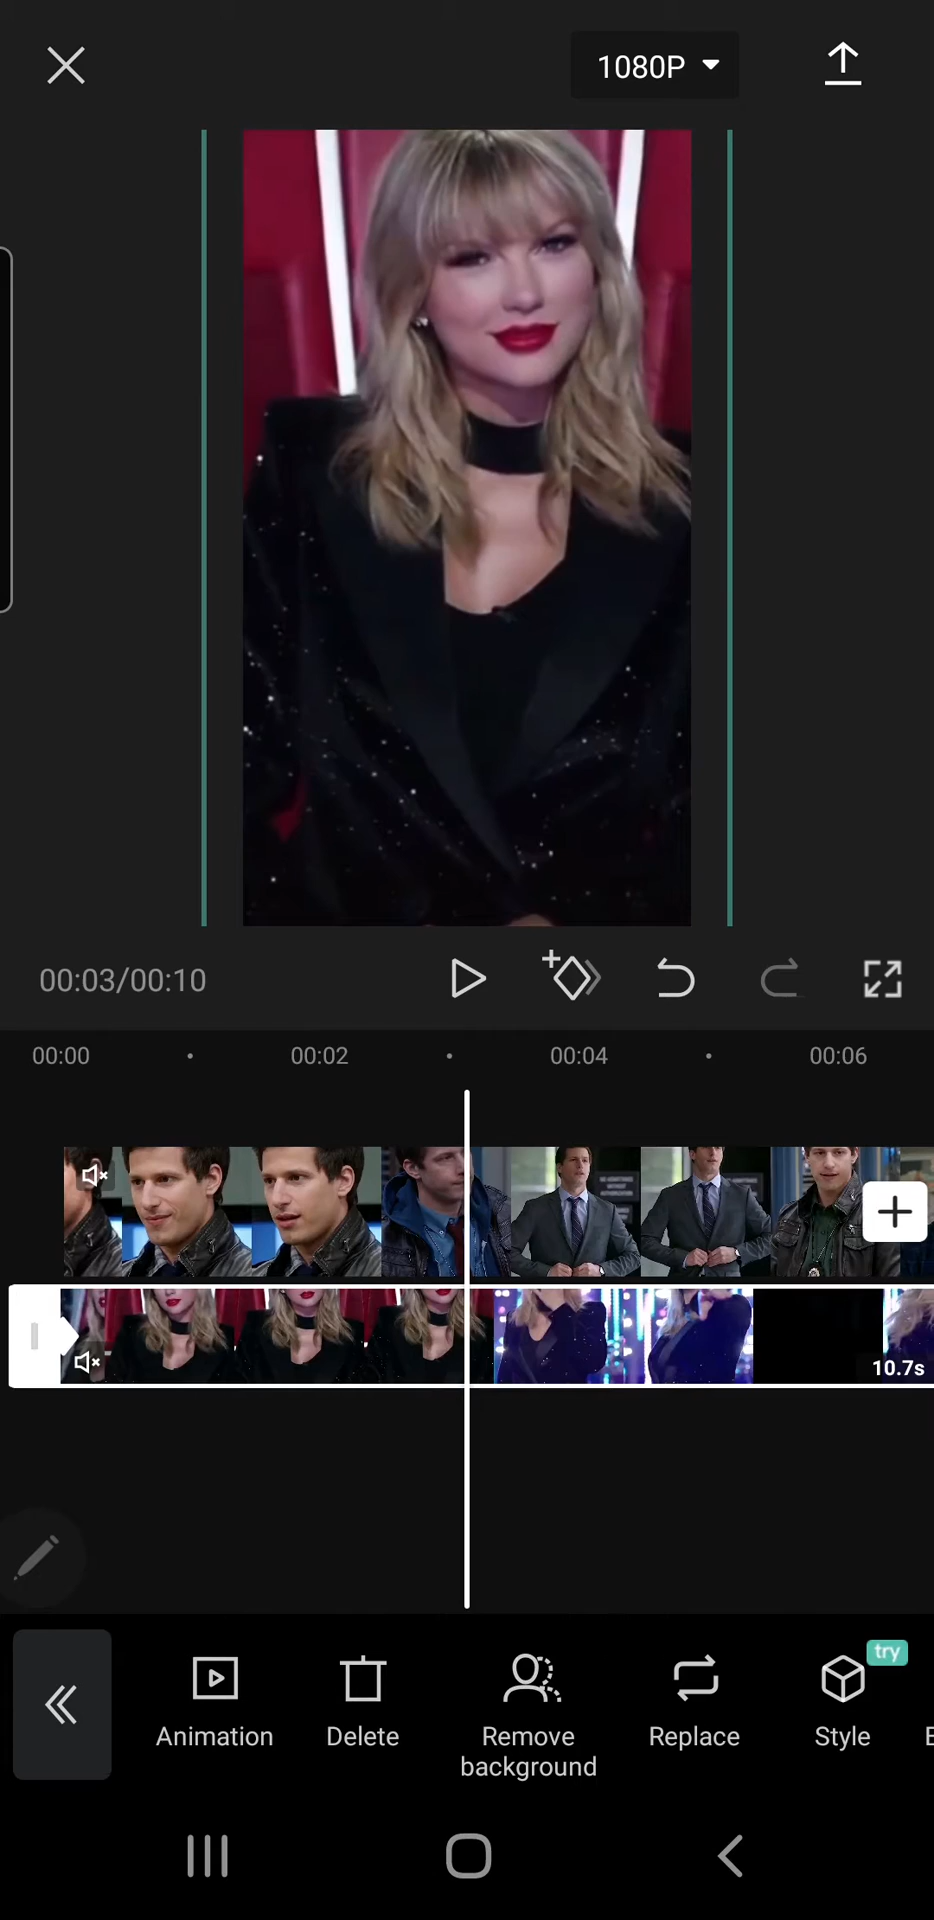 1080P
00:03/00:10
00:00 00:02 00:04 00:06
10.7s
try
Animation Delete Remove background Replace Style E